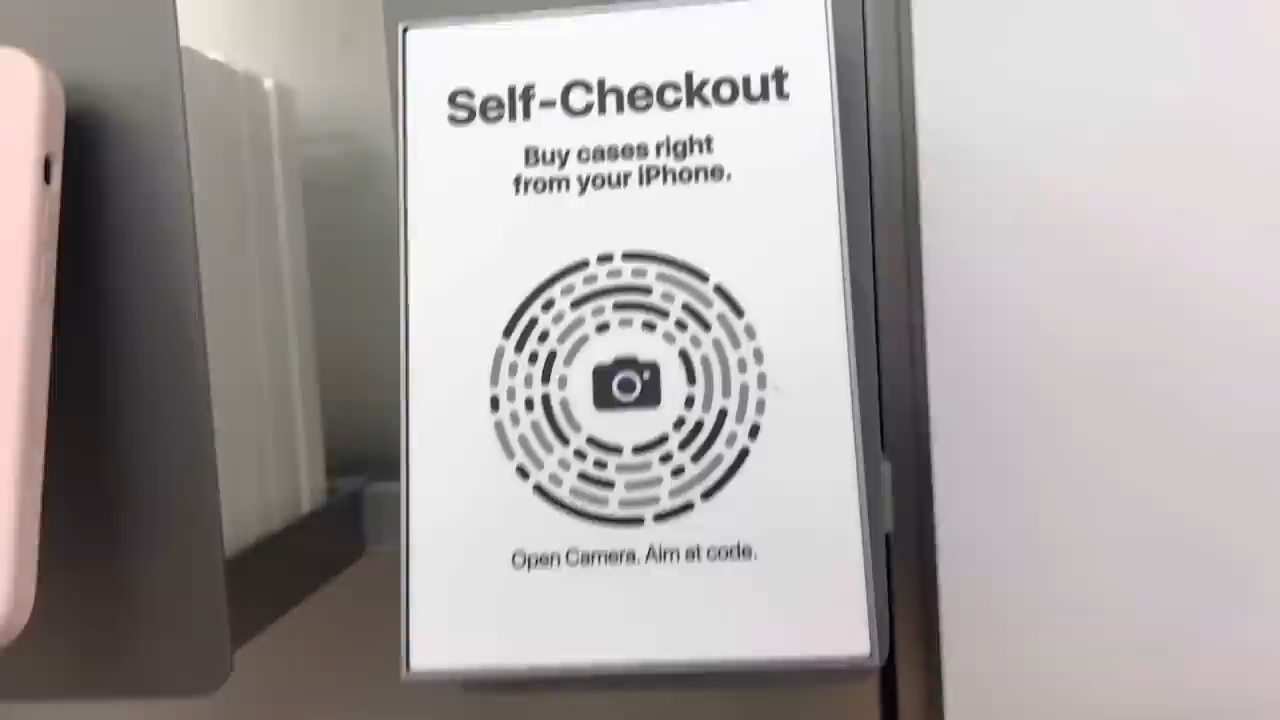 Self-Checkout
Buy cases right
from your iPhone.
Open Camera. Aim at code.